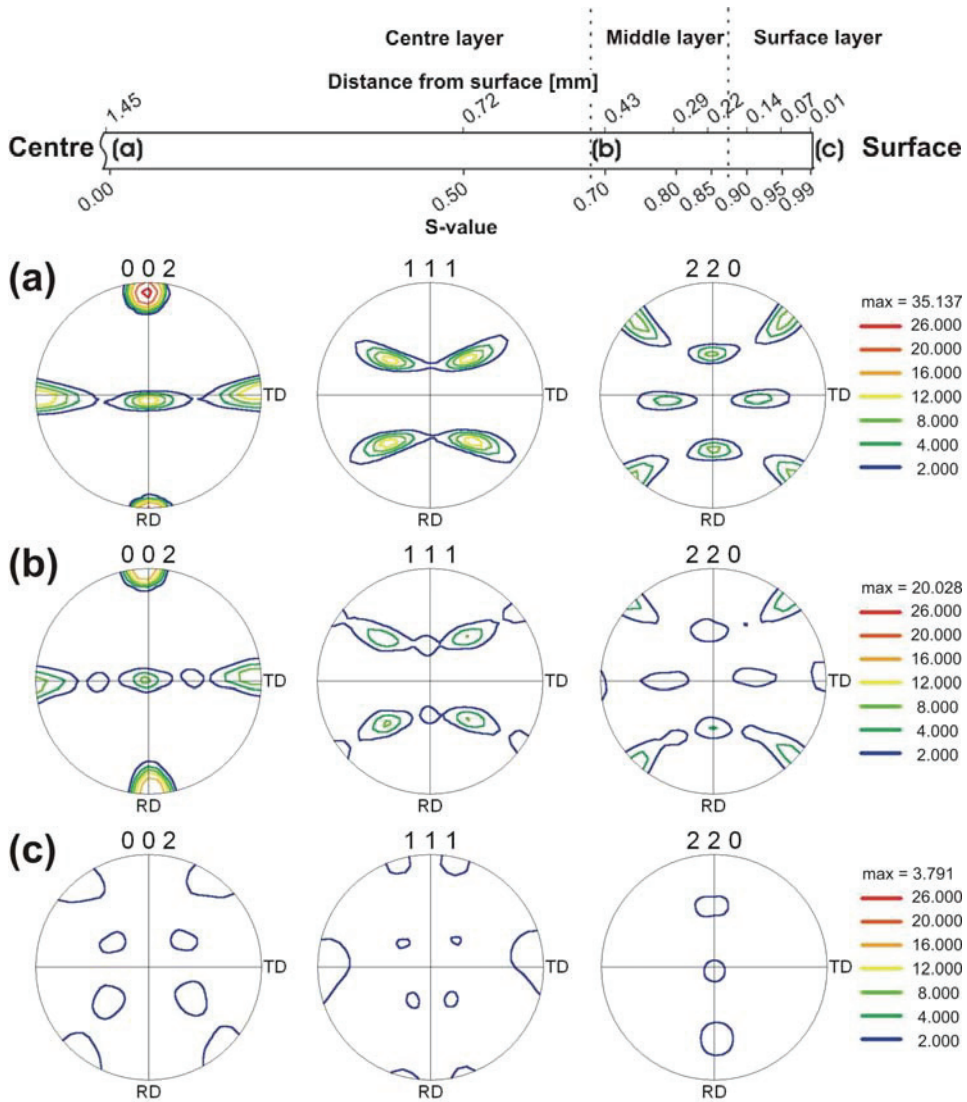 Centre layer Middle layer Surface layer
Distance from surface [mm]
1.45 0.72 0.43 0.29 0.22 0.14 0.07 0.01
Centre (a) (b) (c) Surface
0.00 0.50 0.70 0.80 0.85 0.90 0.95 0.99
S-value
(a) 0 0 2 1 1 1 2 2 0
max = 35.137
26.000
20.000
16.000
TD TD TD 12.000
8.000
4.000
2.000
RD RD RD
(b) 0 0 2 1 1 1 2 2 0
max = 20.028
26.000
20.000
16.000
TD TD TD 12.000
8.000
4.000
2.000
RD RD RD
(c) 0 0 2 1 1 1 2 2 0
max = 3.791
26.000
20.000
16.000
TD TD TD 12.000
8.000
4.000
2.000
RD RD RD